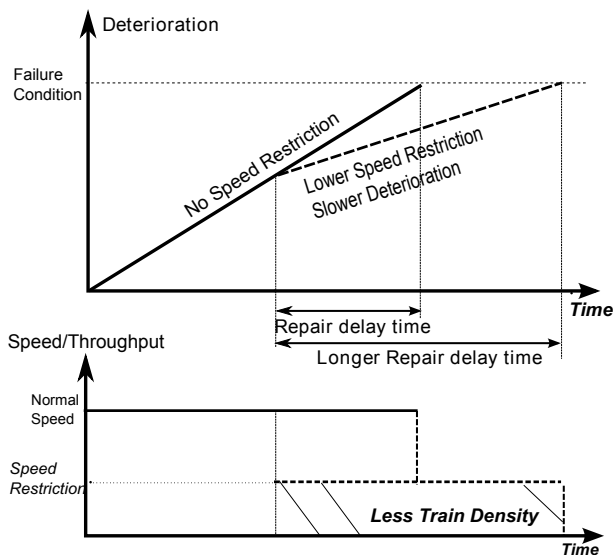 Deterioration
Failure
Condition
No Speed Restriction
Lower Speed Restriction
Slower Deterioration
Time
Repair delay time
Speed/Throughput
Longer Repair delay time
Normal
Speed
Speed
Restriction
Less Train Density
Time